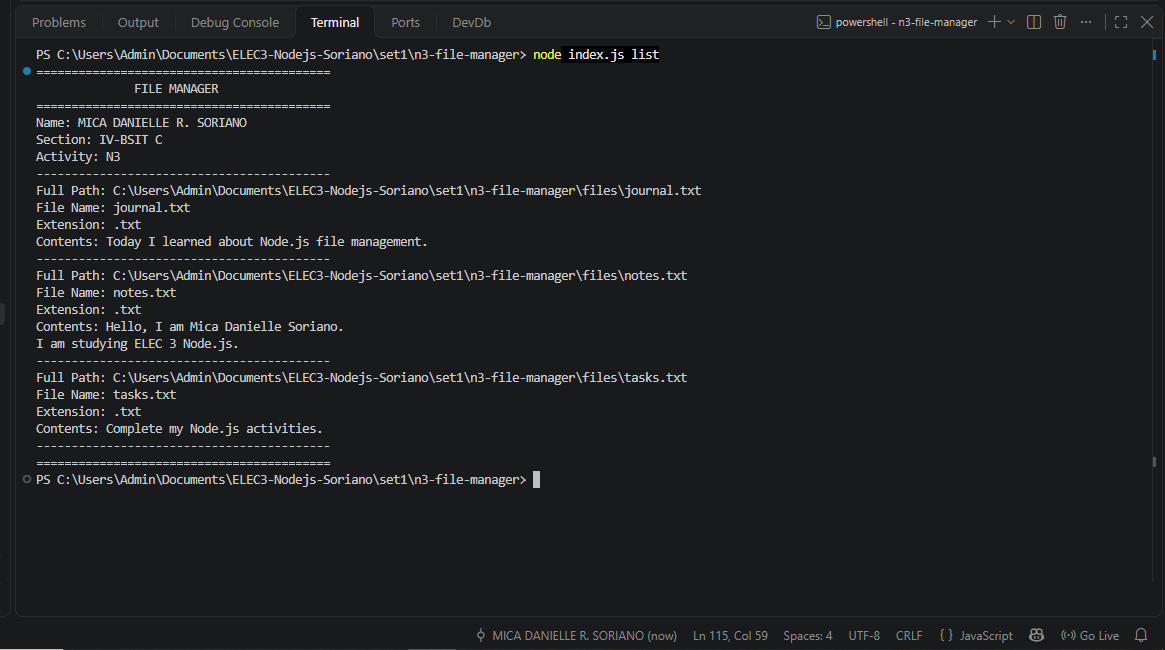 Problems Output Debug Console Terminal Ports DevDb powershell - n3-file-manager
PS C:\Users\Admin\Documents\ELEC3-Nodejs-Soriano\set1\n3-file-manager> node index.js list
==========================================
FILE MANAGER
==========================================
Name: MICA DANIELLE R. SORIANO
Section: IV-BSIT C
Activity: N3
------------------------------------------
Full Path: C:\Users\Admin\Documents\ELEC3-Nodejs-Soriano\set1\n3-file-manager\files\journal.txt
File Name: journal.txt
Extension: .txt
Contents: Today I learned about Node.js file management.
------------------------------------------
Full Path: C:\Users\Admin\Documents\ELEC3-Nodejs-Soriano\set1\n3-file-manager\files\notes.txt
File Name: notes.txt
Extension: .txt
Contents: Hello, I am Mica Danielle Soriano.
I am studying ELEC 3 Node.js.
------------------------------------------
Full Path: C:\Users\Admin\Documents\ELEC3-Nodejs-Soriano\set1\n3-file-manager\files\tasks.txt
File Name: tasks.txt
Extension: .txt
Contents: Complete my Node.js activities.
------------------------------------------
==========================================
PS C:\Users\Admin\Documents\ELEC3-Nodejs-Soriano\set1\n3-file-manager>
MICA DANIELLE R. SORIANO (now) Ln 115, Col 59 Spaces: 4 UTF-8 CRLF {} JavaScript Go Live